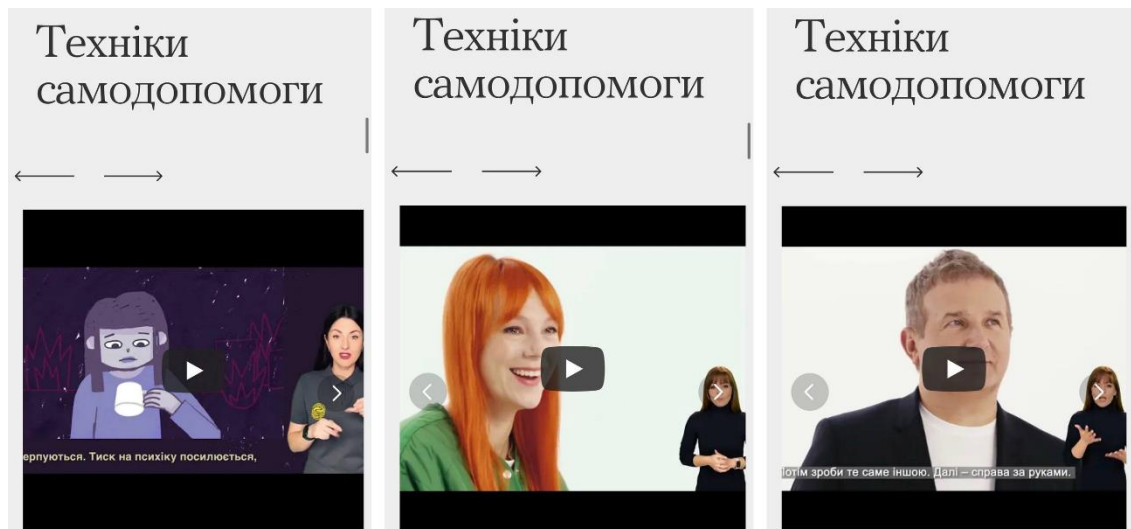 Техніки
самодопомоги
Техніки
самодопомоги
Техніки
самодопомоги
ерпуються. Тиск на психіку посилюється,
потім зроби те саме іншою. Далі – справа за руками.